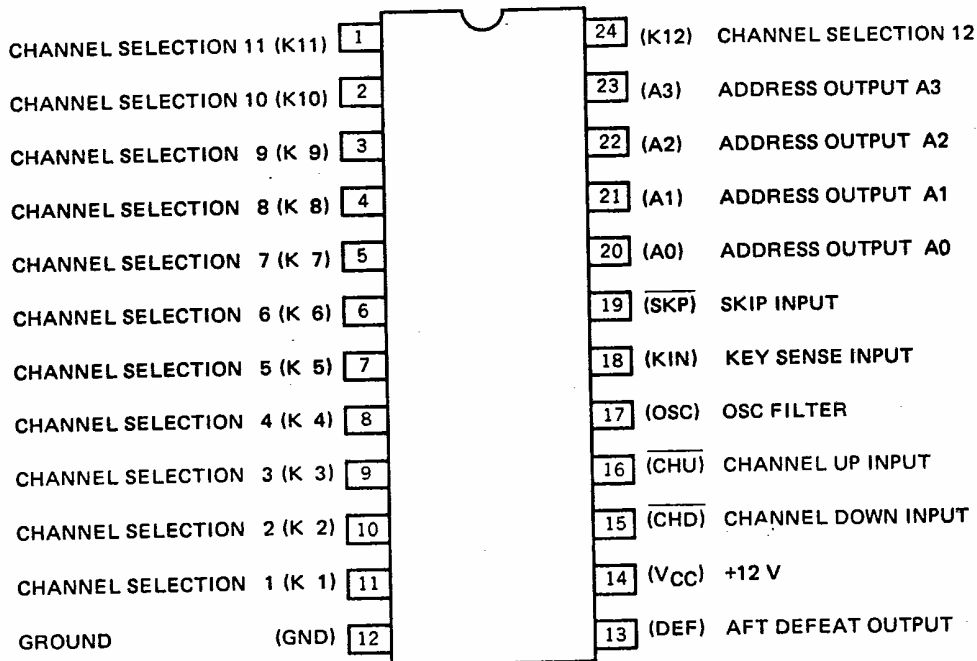 CHANNEL SELECTION 11 (K11) 1
CHANNEL SELECTION 10 (K10) 2
CHANNEL SELECTION 9 (K 9) 3
CHANNEL SELECTION 8 (K 8) 4
CHANNEL SELECTION 7 (K 7) 5
CHANNEL SELECTION 6 (K 6) 6
CHANNEL SELECTION 5 (K 5) 7
CHANNEL SELECTION 4 (K 4) 8
CHANNEL SELECTION 3 (K 3) 9
CHANNEL SELECTION 2 (K 2) 10
CHANNEL SELECTION 1 (K 1) 11
GROUND (GND) 12
24 (K12) CHANNEL SELECTION 12
23 (A3) ADDRESS OUTPUT A3
22 (A2) ADDRESS OUTPUT A2
21 (A1) ADDRESS OUTPUT A1
20 (A0) ADDRESS OUTPUT A0
19 (SKP) SKIP INPUT
18 (KIN) KEY SENSE INPUT
17 (OSC) OSC FILTER
16 (CHU) CHANNEL UP INPUT
15 (CHD) CHANNEL DOWN INPUT
14 (VCC) +12 V
13 (DEF) AFT DEFEAT OUTPUT